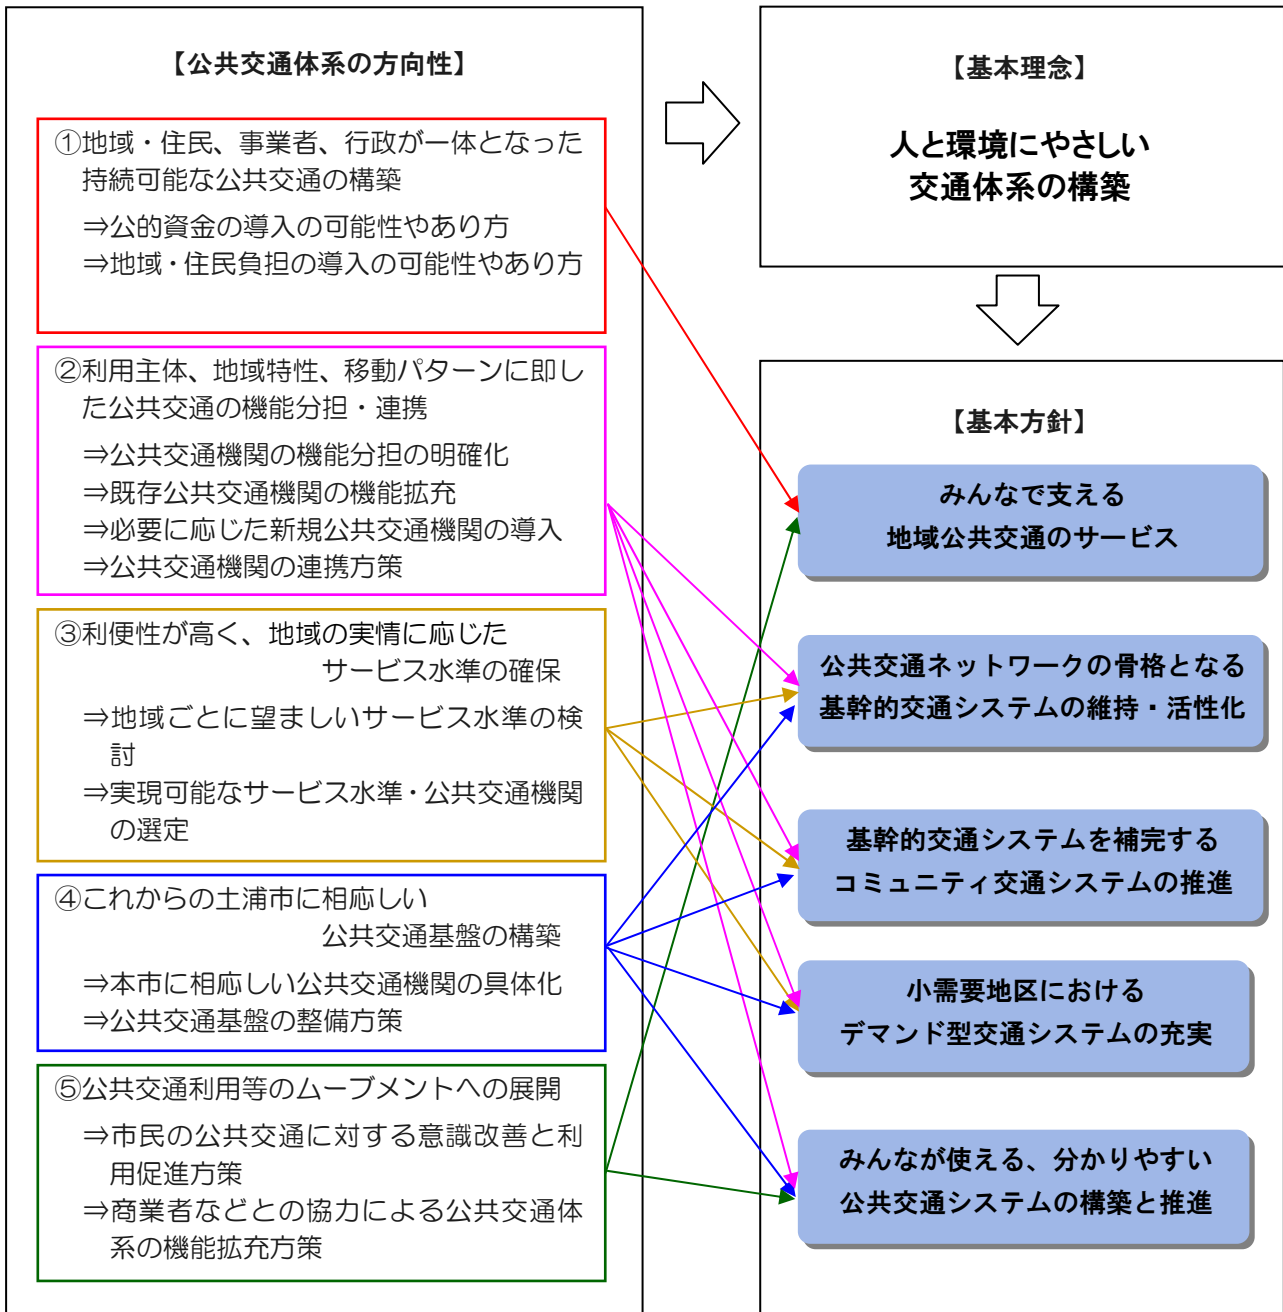 【公共交通体系の方向性】
①地域・住民、事業者、行政が一体となった
持続可能な公共交通の構築
⇒公的資金の導入の可能性やあり方
⇒地域・住民負担の導入の可能性やあり方
②利用主体、地域特性、移動パターンに即し
た公共交通の機能分担・連携
⇒公共交通機関の機能分担の明確化
⇒既存公共交通機関の機能拡充
⇒必要に応じた新規公共交通機関の導入
⇒公共交通機関の連携方策
③利便性が高く、地域の実情に応じた
サービス水準の確保
⇒地域ごとに望ましいサービス水準の検
討
⇒実現可能なサービス水準・公共交通機関
の選定
④これからの土浦市に相応しい
公共交通基盤の構築
⇒本市に相応しい公共交通機関の具体化
⇒公共交通基盤の整備方策
⑤公共交通利用等のムーブメントへの展開
⇒市民の公共交通に対する意識改善と利
用促進方策
⇒商業者などとの協力による公共交通体
系の機能拡充方策
【基本理念】
人と環境にやさしい
交通体系の構築
【基本方針】
みんなで支える
地域公共交通のサービス
公共交通ネットワークの骨格となる
基幹的交通システムの維持・活性化
基幹的交通システムを補完する
コミュニティ交通システムの推進
小需要地区における
デマンド型交通システムの充実
みんなが使える、分かりやすい
公共交通システムの構築と推進